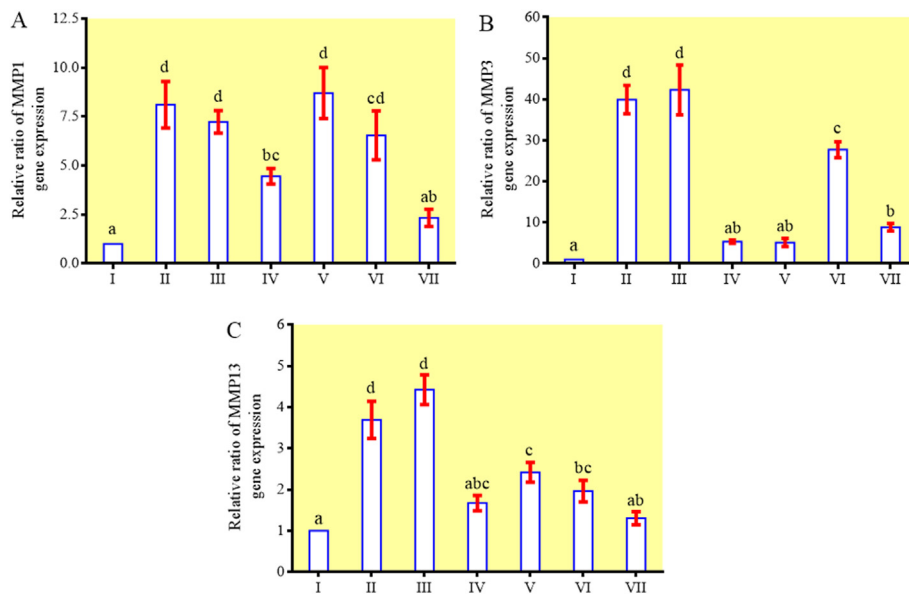 A
Relative ratio of MMP1
gene expression
12.5
10.0
7.5
5.0
2.5
0.0
a
d
d
bc
d
cd
ab
I
II
III
IV
V
VI
VII
B
Relative ratio of MMP3
gene expression
60
50
40
30
20
10
0
a
d
d
ab
ab
c
b
I
II
III
IV
V
VI
VII
C
Relative ratio of MMP13
gene expression
6
5
4
3
2
1
0
a
d
d
abc
c
bc
ab
I
II
III
IV
V
VI
VII